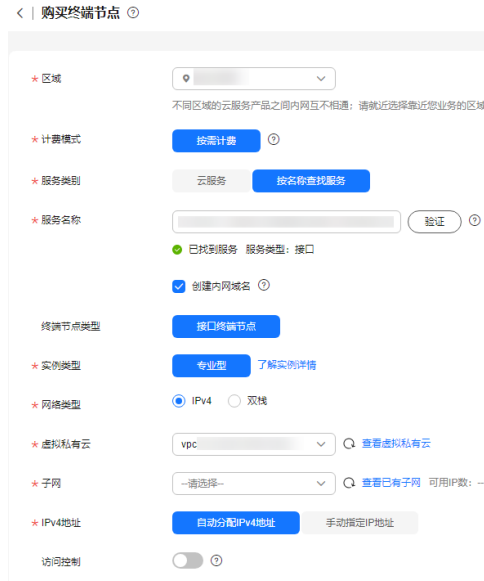 购买终端节点
* 区域
不同区域的云服务产品之间内网互不相通；请就近选择靠近您业务的区域
* 计费模式 按需计费
* 服务类别 云服务 按名称查找服务
* 服务名称 验证
已找到服务 服务类型：接口
创建内网域名
终端节点类型 接口终端节点
* 实例类型 专业型 了解实例详情
* 网络类型 IPv4 双栈
* 虚拟私有云 vpc 查看虚拟私有云
* 子网 --请选择-- 查看已有子网 可用IP数：--
* IPv4地址 自动分配IPv4地址 手动指定IP地址
访问控制